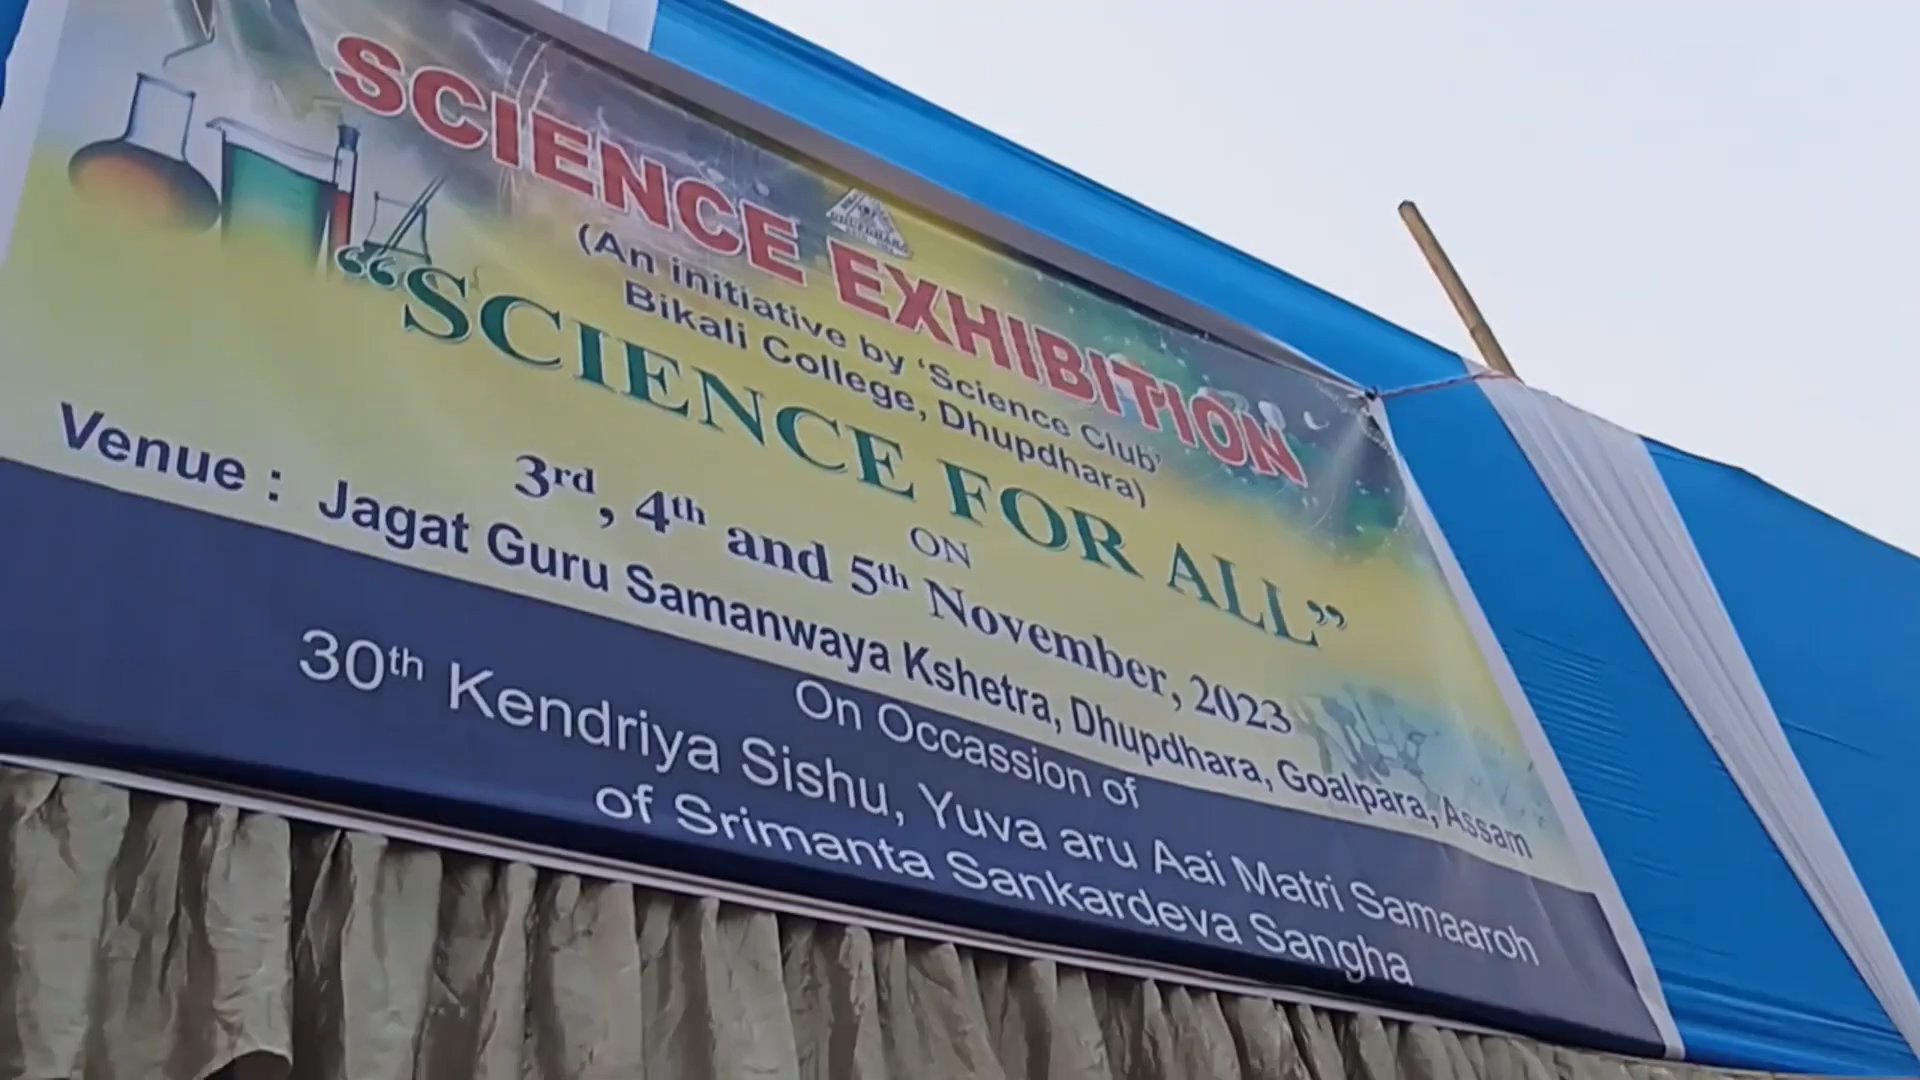 SCIENCE EXHIBITION
(An initiative by ‘Science Club’
Bikali College, Dhupdhara)
“SCIENCE FOR ALL”
ON
3rd, 4th and 5th November, 2023
Venue : Jagat Guru Samanwaya Kshetra, Dhupdhara, Goalpara, Assam
On Occassion of
30th Kendriya Sishu, Yuva aru Aai Matri Samaaroh
of Srimanta Sankardeva Sangha